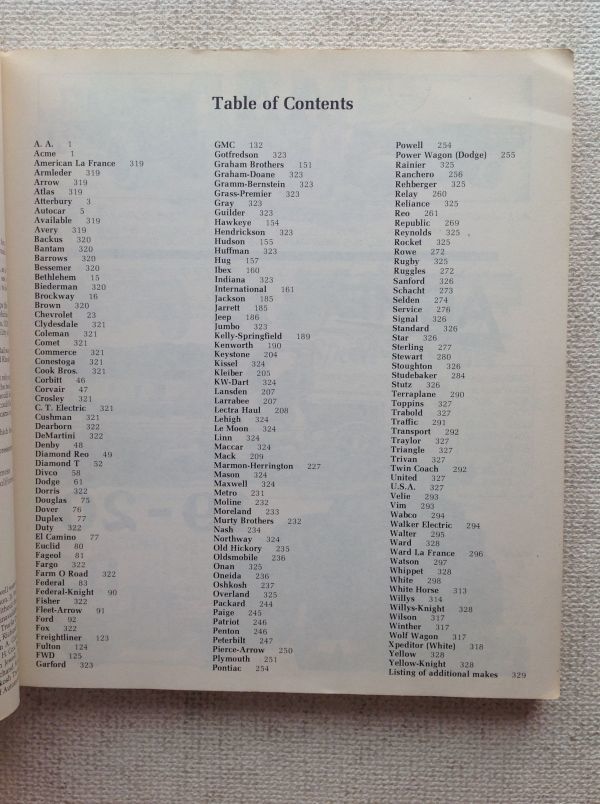 Table of Contents
A. A. 1
Acme 1
American La France 319
Armleder 319
Arrow 319
Atlas 319
Atterbury 3
Autocar 5
Available 319
Avery 319
Backus 320
Bantam 320
Barrows 320
Bessemer 320
Bethlehem 15
Biederman 320
Brockway 16
Brown 320
Chevrolet 23
Clydesdale 321
Coleman 321
Comet 321
Commerce 321
Conestoga 321
Cook Bros. 321
Corbitt 46
Corvair 47
Crosley 321
C. T. Electric 321
Cushman 321
Dearborn 322
DeMartini 322
Denby 48
Diamond Reo 49
Diamond T 52
Divco 58
Dodge 61
Dorris 322
Douglas 75
Dover 76
Duplex 77
Duty 322
El Camino 77
Euclid 80
Fageol 81
Fargo 322
Farm O Road 322
Federal 83
Federal-Knight 90
Fisher 322
Fleet-Arrow 91
Ford 92
Fox 322
Freightliner 123
Fulton 124
FWD 125
Garford 323
GMC 132
Gotfredson 323
Graham Brothers 151
Graham-Doane 323
Gramm-Bernstein 323
Grass-Premier 323
Gray 323
Guilder 323
Hawkeye 154
Hendrickson 323
Hudson 155
Huffman 323
Hug 157
Ibex 160
Indiana 323
International 161
Jackson 185
Jarrett 185
Jeep 186
Jumbo 323
Kelly-Springfield 189
Kenworth 190
Keystone 204
Kissel 324
Kleiber 205
KW-Dart 324
Lansden 207
Larrabee 207
Lectra Haul 208
Lehigh 324
Le Moon 324
Linn 324
Maccar 324
Mack 209
Marmon-Herrington 227
Mason 324
Maxwell 324
Metro 231
Moline 232
Moreland 233
Murty Brothers 232
Nash 234
Northway 324
Old Hickory 235
Oldsmobile 236
Onan 325
Oneida 236
Oshkosh 237
Overland 325
Packard 244
Paige 245
Patriot 246
Penton 246
Peterbilt 247
Pierce-Arrow 250
Plymouth 251
Pontiac 254
Powell 254
Power Wagon (Dodge) 255
Rainier 325
Ranchero 256
Rehberger 325
Relay 260
Reliance 325
Reo 261
Republic 269
Reynolds 325
Rocket 325
Rowe 272
Rugby 325
Ruggles 272
Sanford 326
Schacht 273
Selden 274
Service 276
Signal 326
Standard 326
Star 326
Sterling 277
Stewart 280
Stoughton 326
Studebaker 284
Stutz 326
Terraplane 290
Toppins 327
Trabold 327
Traffic 291
Transport 292
Traylor 327
Triangle 327
Trivan 327
Twin Coach 292
United 327
U.S.A. 327
Velie 293
Vim 293
Wabco 294
Walker Electric 294
Walter 295
Ward 328
Ward La France 296
Watson 297
Whippet 328
White 298
White Horse 313
Willys 314
Willys-Knight 328
Wilson 317
Winther 317
Wolf Wagon 317
Xpeditor (White) 318
Yellow 328
Yellow-Knight 328
Listing of additional makes 329